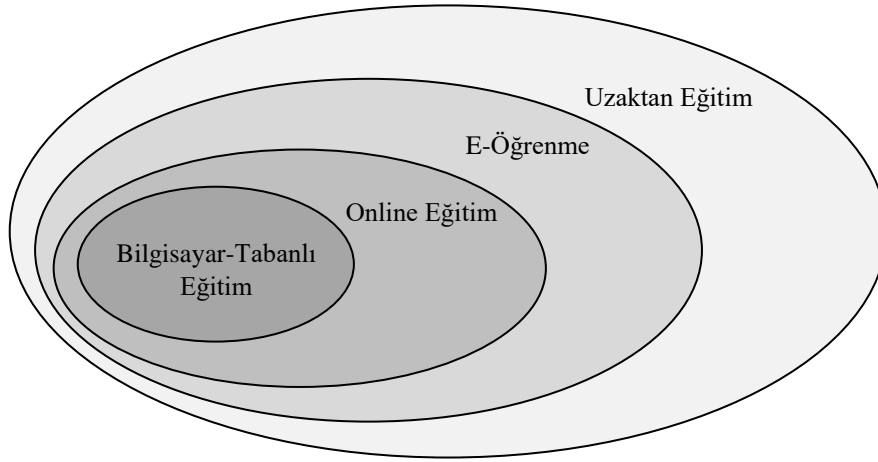 Uzaktan Eğitim
E-Öğrenme
Online Eğitim
Bilgisayar-Tabanlı
Eğitim